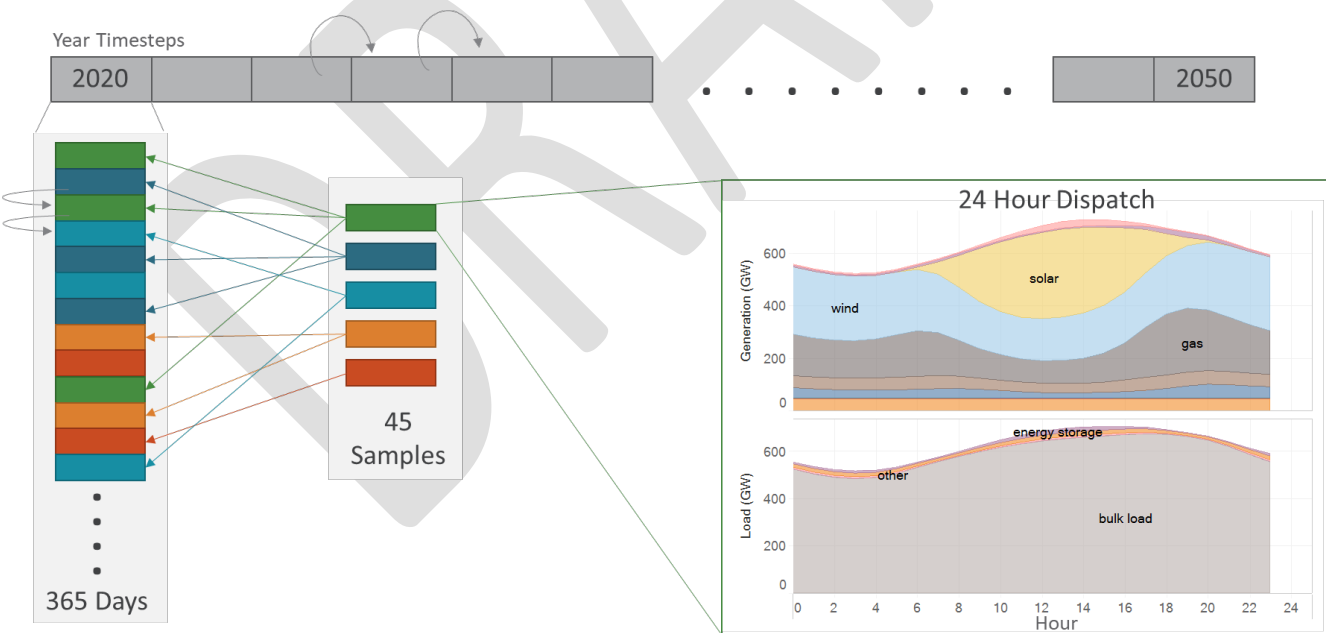 Year Timesteps
2020
2050
365 Days
45
Samples
24 Hour Dispatch
Generation (GW)
600
400
200
0
solar
wind
gas
Load (GW)
600
400
200
0
energy storage
other
bulk load
0 2 4 6 8 10 12 14 16 18 20 22 24
Hour